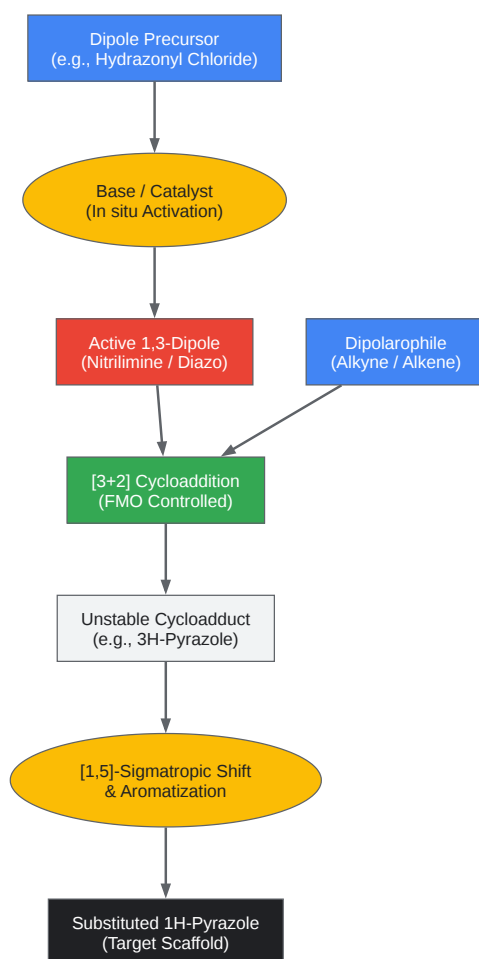 Dipole Precursor
(e.g., Hydrazonyl Chloride)
Base / Catalyst
(In situ Activation)
Active 1,3-Dipole
(Nitrilimine / Diazo)
Dipolarophile
(Alkyne / Alkene)
[3+2] Cycloaddition
(FMO Controlled)
Unstable Cycloadduct
(e.g., 3H-Pyrazole)
[1,5]-Sigmatropic Shift
& Aromatization
Substituted 1H-Pyrazole
(Target Scaffold)